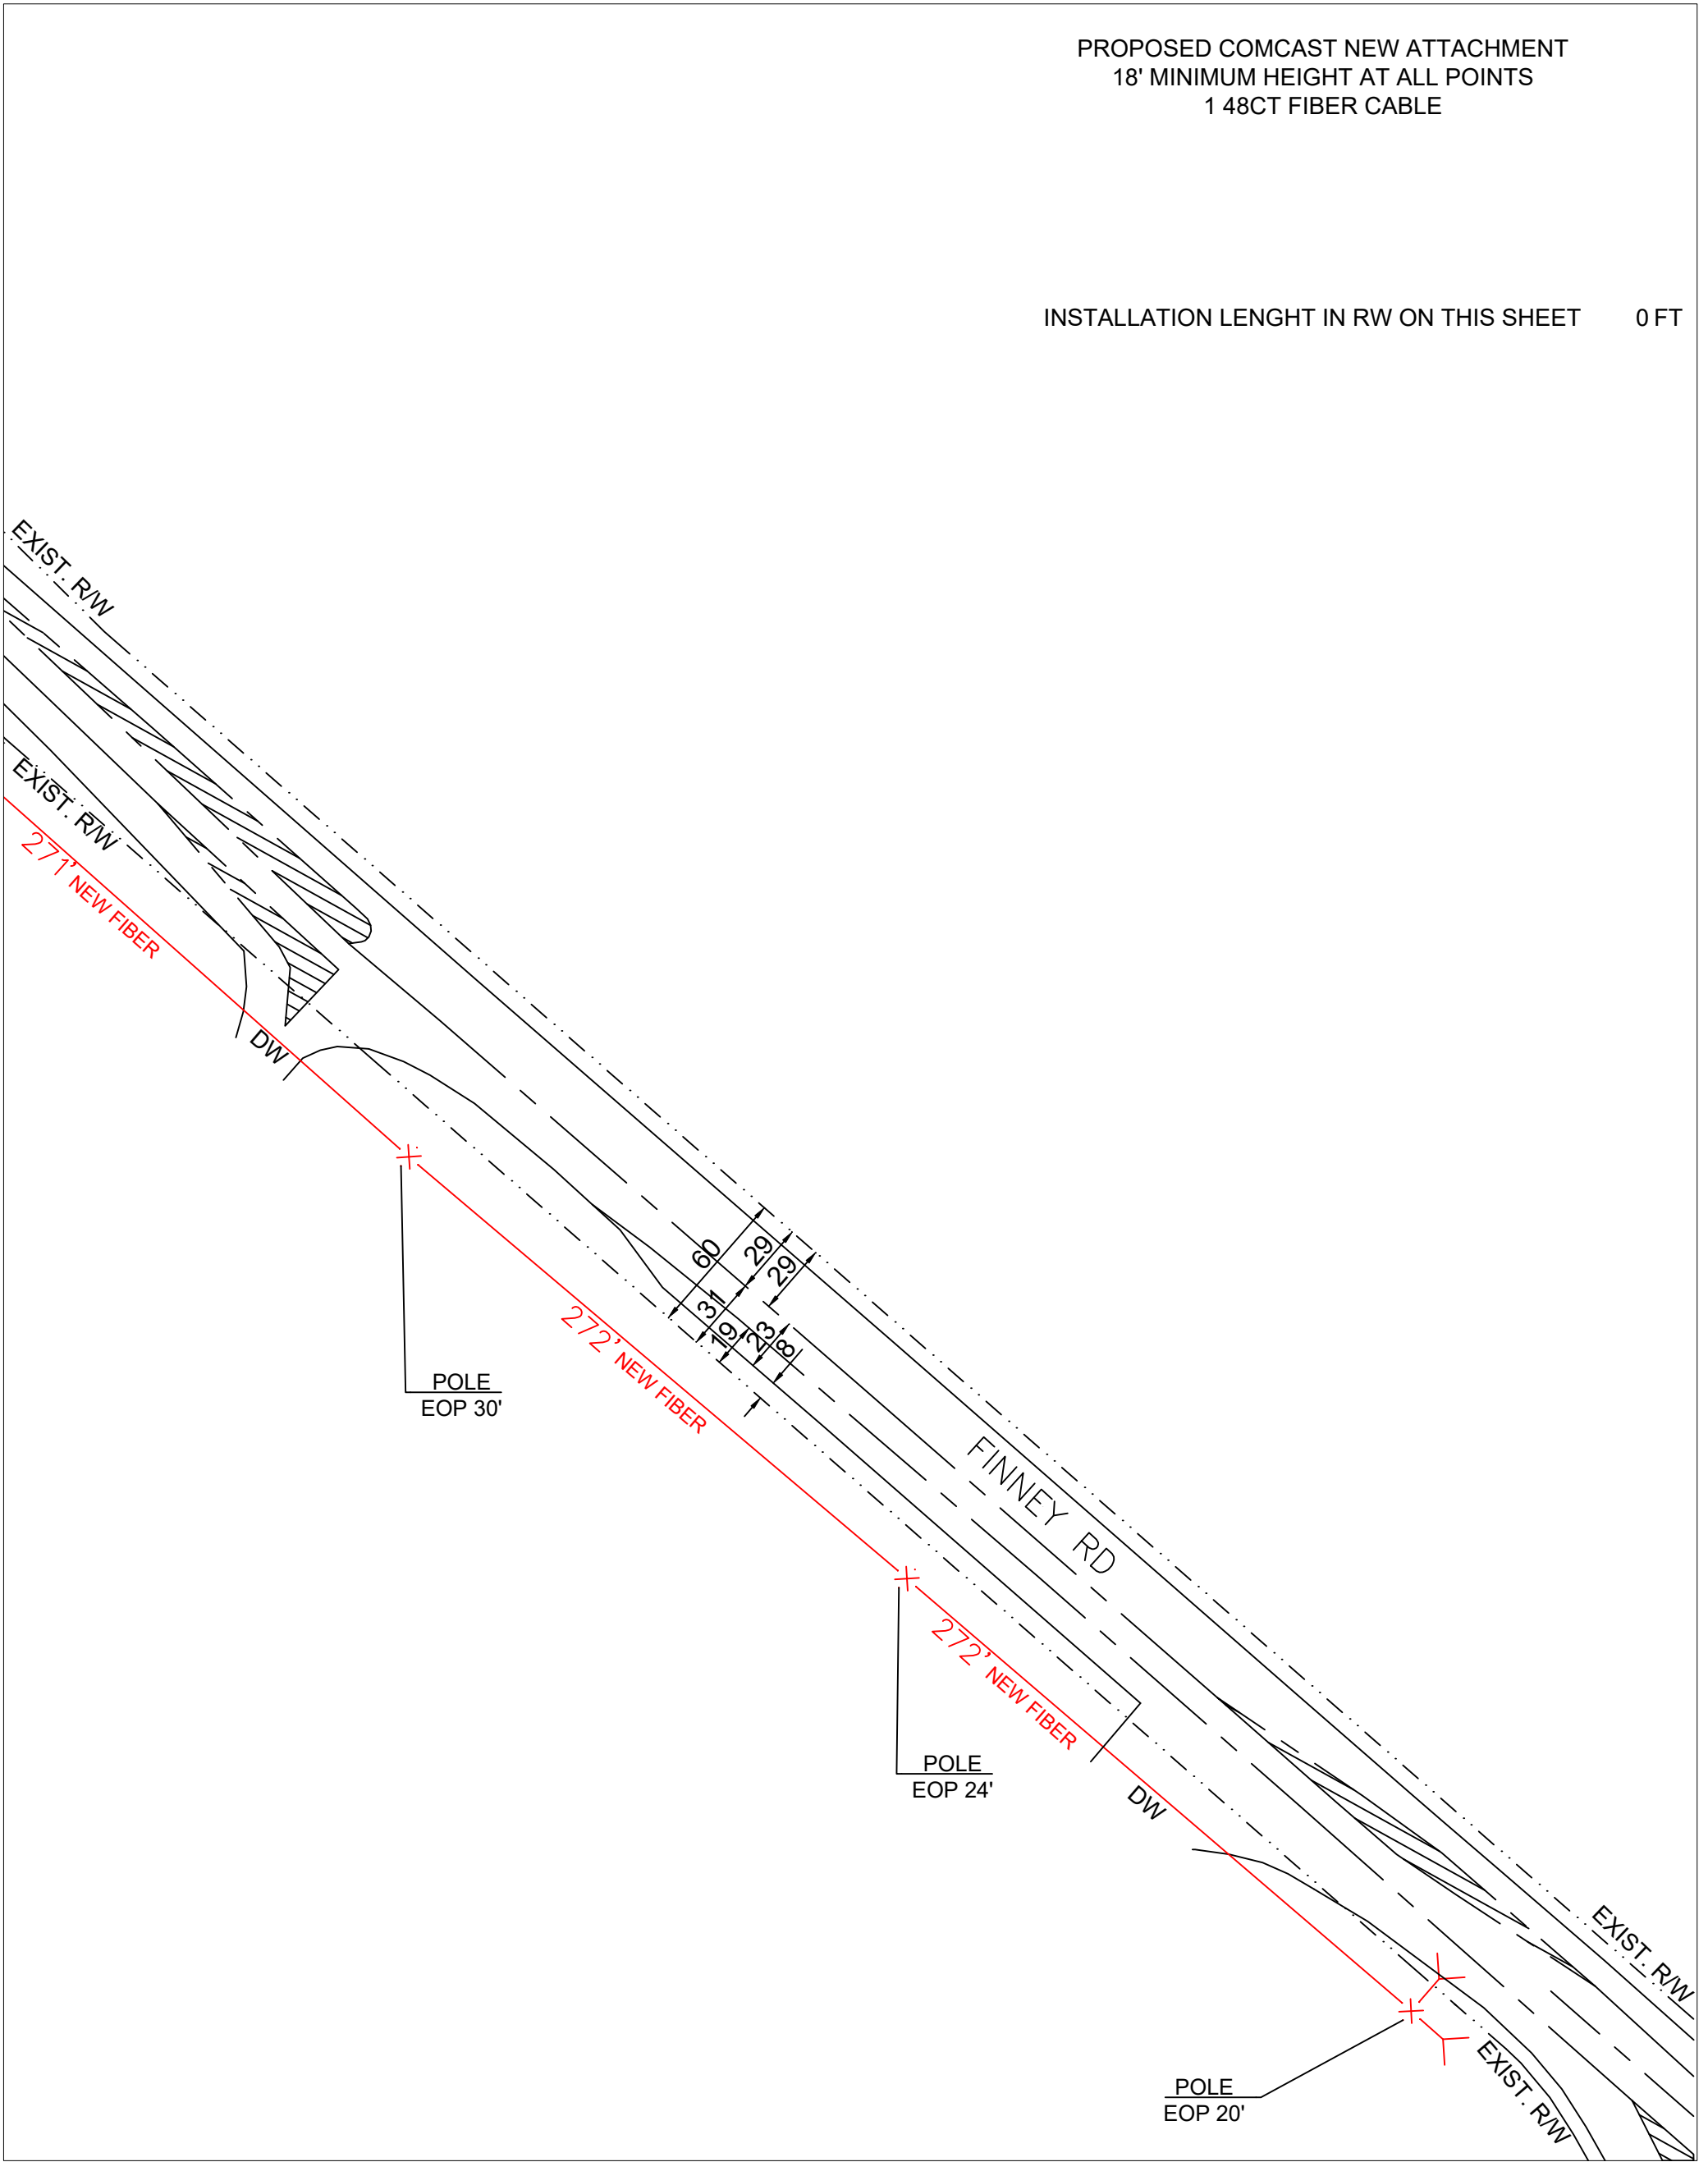 PROPOSED COMCAST NEW ATTACHMENT
18' MINIMUM HEIGHT AT ALL POINTS
1 48CT FIBER CABLE
INSTALLATION LENGHT IN RW ON THIS SHEET 0 FT
EXIST. R/W
EXIST. R/W
271' NEW FIBER
DW
60
29
29
31
19
23
8
272' NEW FIBER
POLE
EOP 30'
FINNEY RD
272' NEW FIBER
POLE
EOP 24'
DW
EXIST. R/W
EXIST. R/W
POLE
EOP 20'